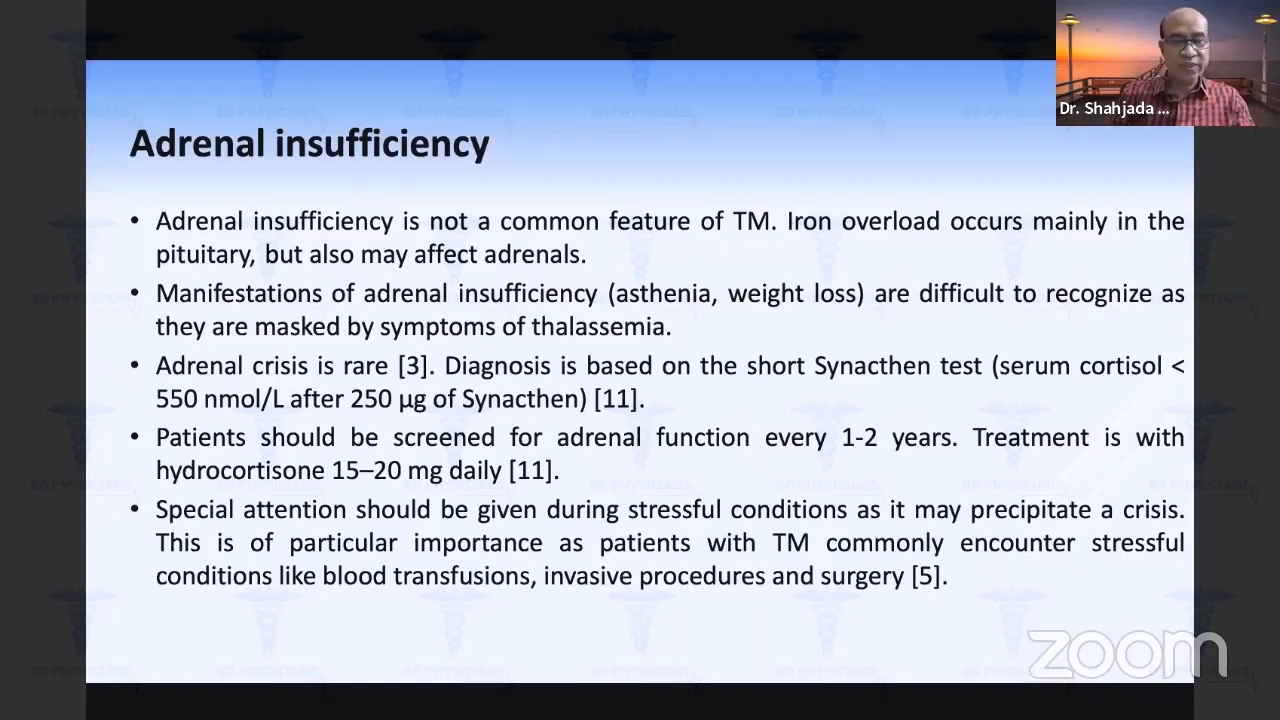 Dr. Shahjada ...
Adrenal insufficiency
• Adrenal insufficiency is not a common feature of TM. Iron overload occurs mainly in the
pituitary, but also may affect adrenals.
• Manifestations of adrenal insufficiency (asthenia, weight loss) are difficult to recognize as
they are masked by symptoms of thalassemia.
• Adrenal crisis is rare [3]. Diagnosis is based on the short Synacthen test (serum cortisol <
550 nmol/L after 250 µg of Synacthen) [11].
• Patients should be screened for adrenal function every 1-2 years. Treatment is with
hydrocortisone 15–20 mg daily [11].
• Special attention should be given during stressful conditions as it may precipitate a crisis.
This is of particular importance as patients with TM commonly encounter stressful
conditions like blood transfusions, invasive procedures and surgery [5].
zoom
BD PHYSICIANS